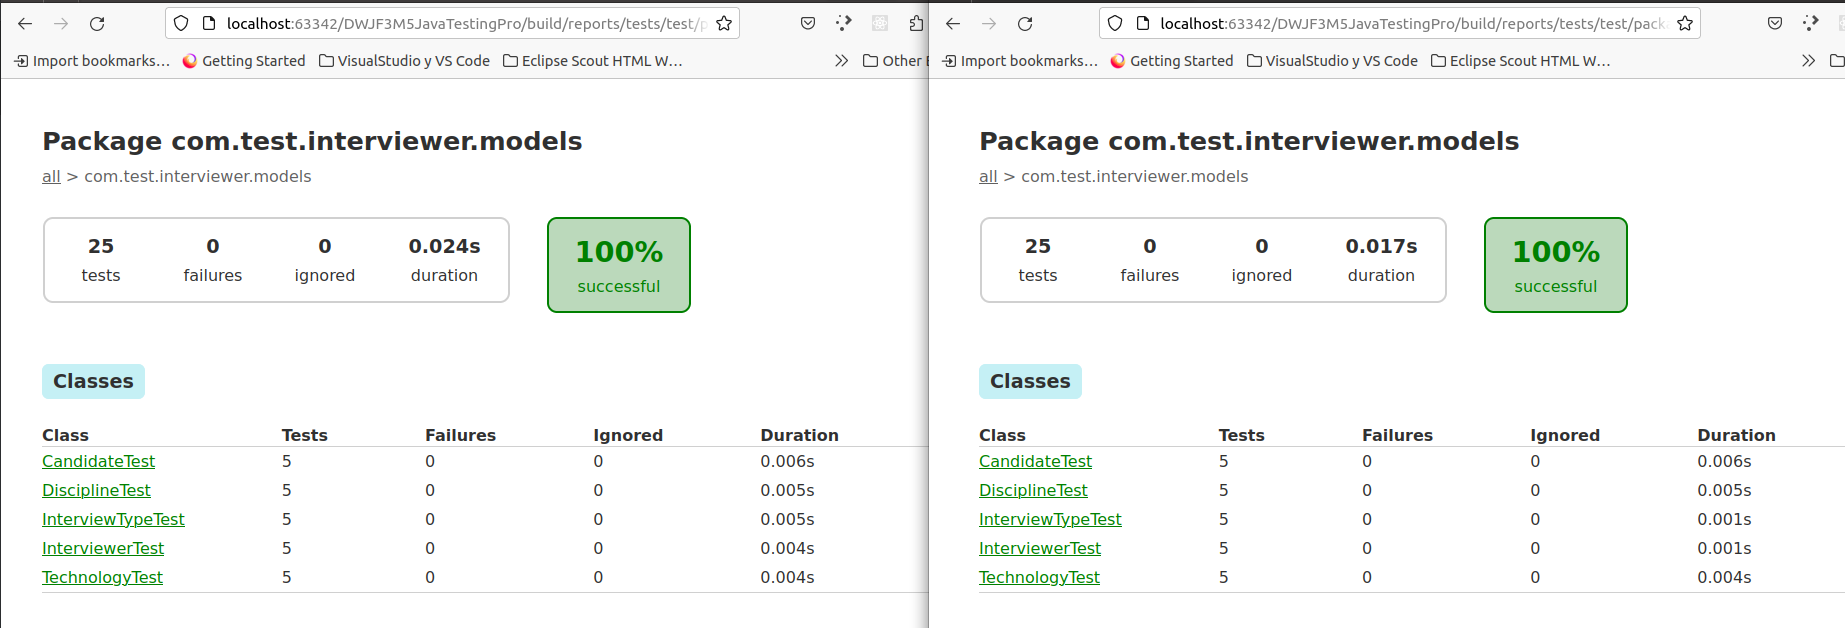 localhost:63342/DWJF3M5JavaTestingPro/build/reports/tests/test/p
Import bookmarks... Getting Started VisualStudio y VS Code Eclipse Scout HTML W... Other
Package com.test.interviewer.models
all > com.test.interviewer.models
25 0 0 0.024s
tests failures ignored duration
100%
successful
Classes
Class Tests Failures Ignored Duration
CandidateTest 5 0 0 0.006s
DisciplineTest 5 0 0 0.005s
InterviewTypeTest 5 0 0 0.005s
InterviewerTest 5 0 0 0.004s
TechnologyTest 5 0 0 0.004s
localhost:63342/DWJF3M5JavaTestingPro/build/reports/tests/test/pack
Import bookmarks... Getting Started VisualStudio y VS Code Eclipse Scout HTML W...
Package com.test.interviewer.models
all > com.test.interviewer.models
25 0 0 0.017s
tests failures ignored duration
100%
successful
Classes
Class Tests Failures Ignored Duration
CandidateTest 5 0 0 0.006s
DisciplineTest 5 0 0 0.005s
InterviewTypeTest 5 0 0 0.001s
InterviewerTest 5 0 0 0.001s
TechnologyTest 5 0 0 0.004s